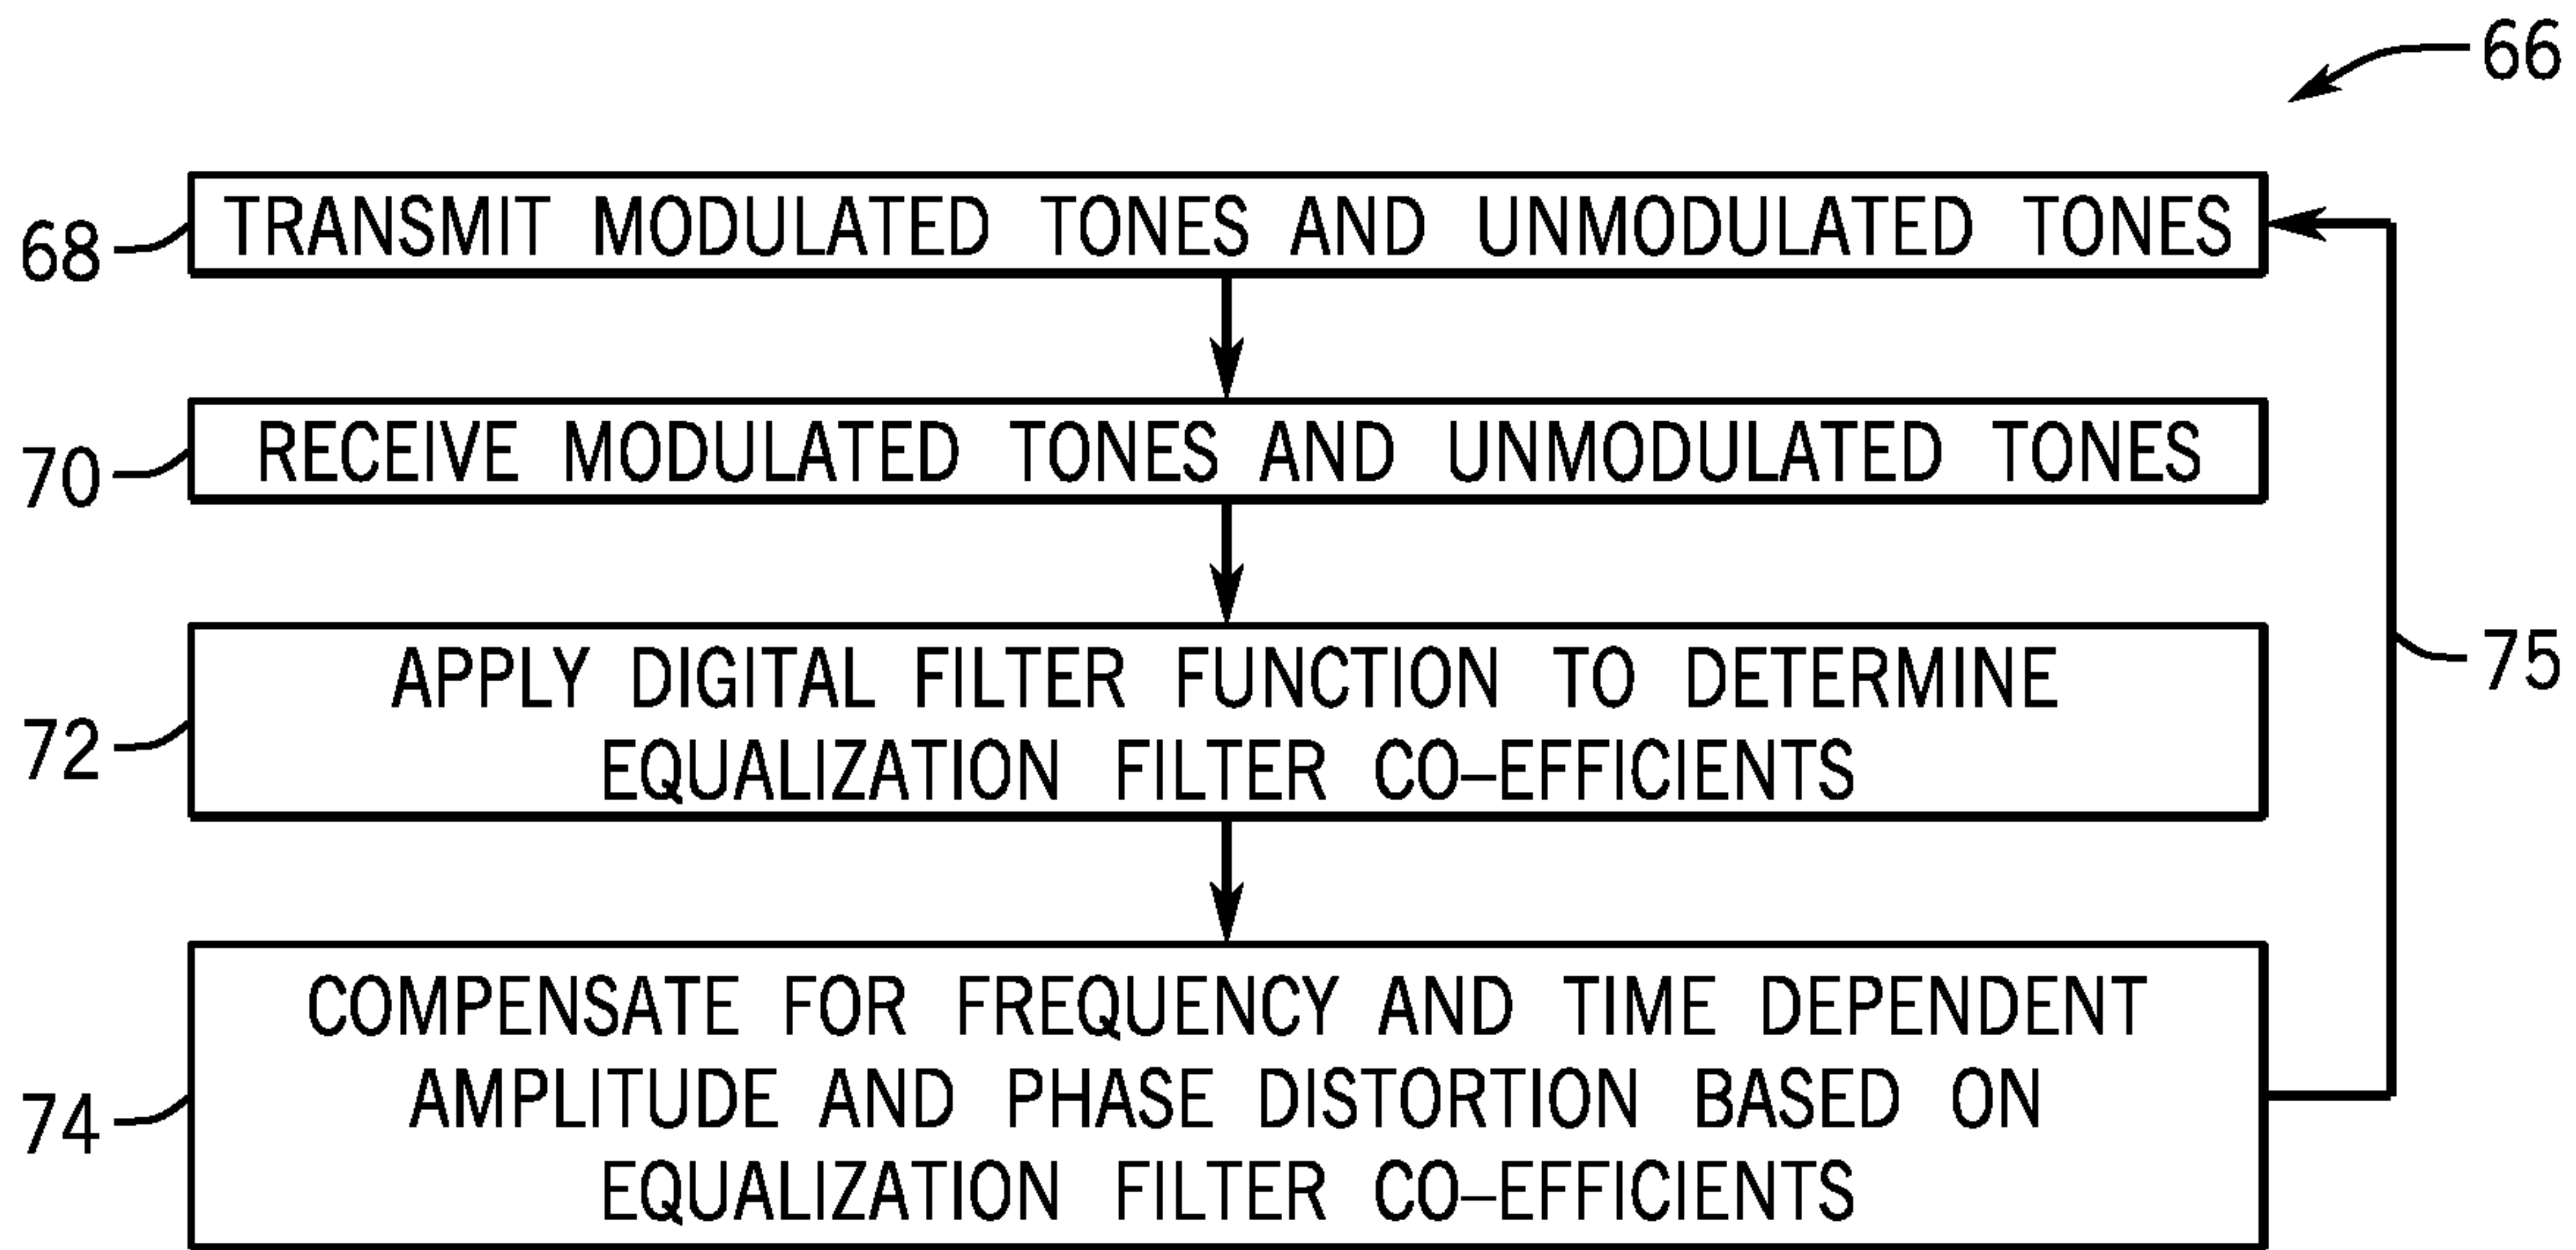 66
68
TRANSMIT MODULATED TONES AND UNMODULATED TONES
70
RECEIVE MODULATED TONES AND UNMODULATED TONES
72
APPLY DIGITAL FILTER FUNCTION TO DETERMINE
EQUALIZATION FILTER CO–EFFICIENTS
75
74
COMPENSATE FOR FREQUENCY AND TIME DEPENDENT
AMPLITUDE AND PHASE DISTORTION BASED ON
EQUALIZATION FILTER CO–EFFICIENTS